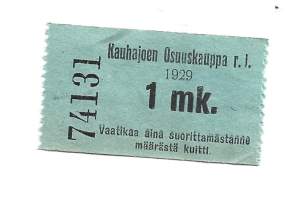 74131
Kauhajoen Osuuskauppa r. l.
1929
1 mk.
Vaatikaa aina suorittamastanne
määrästä kuitti.